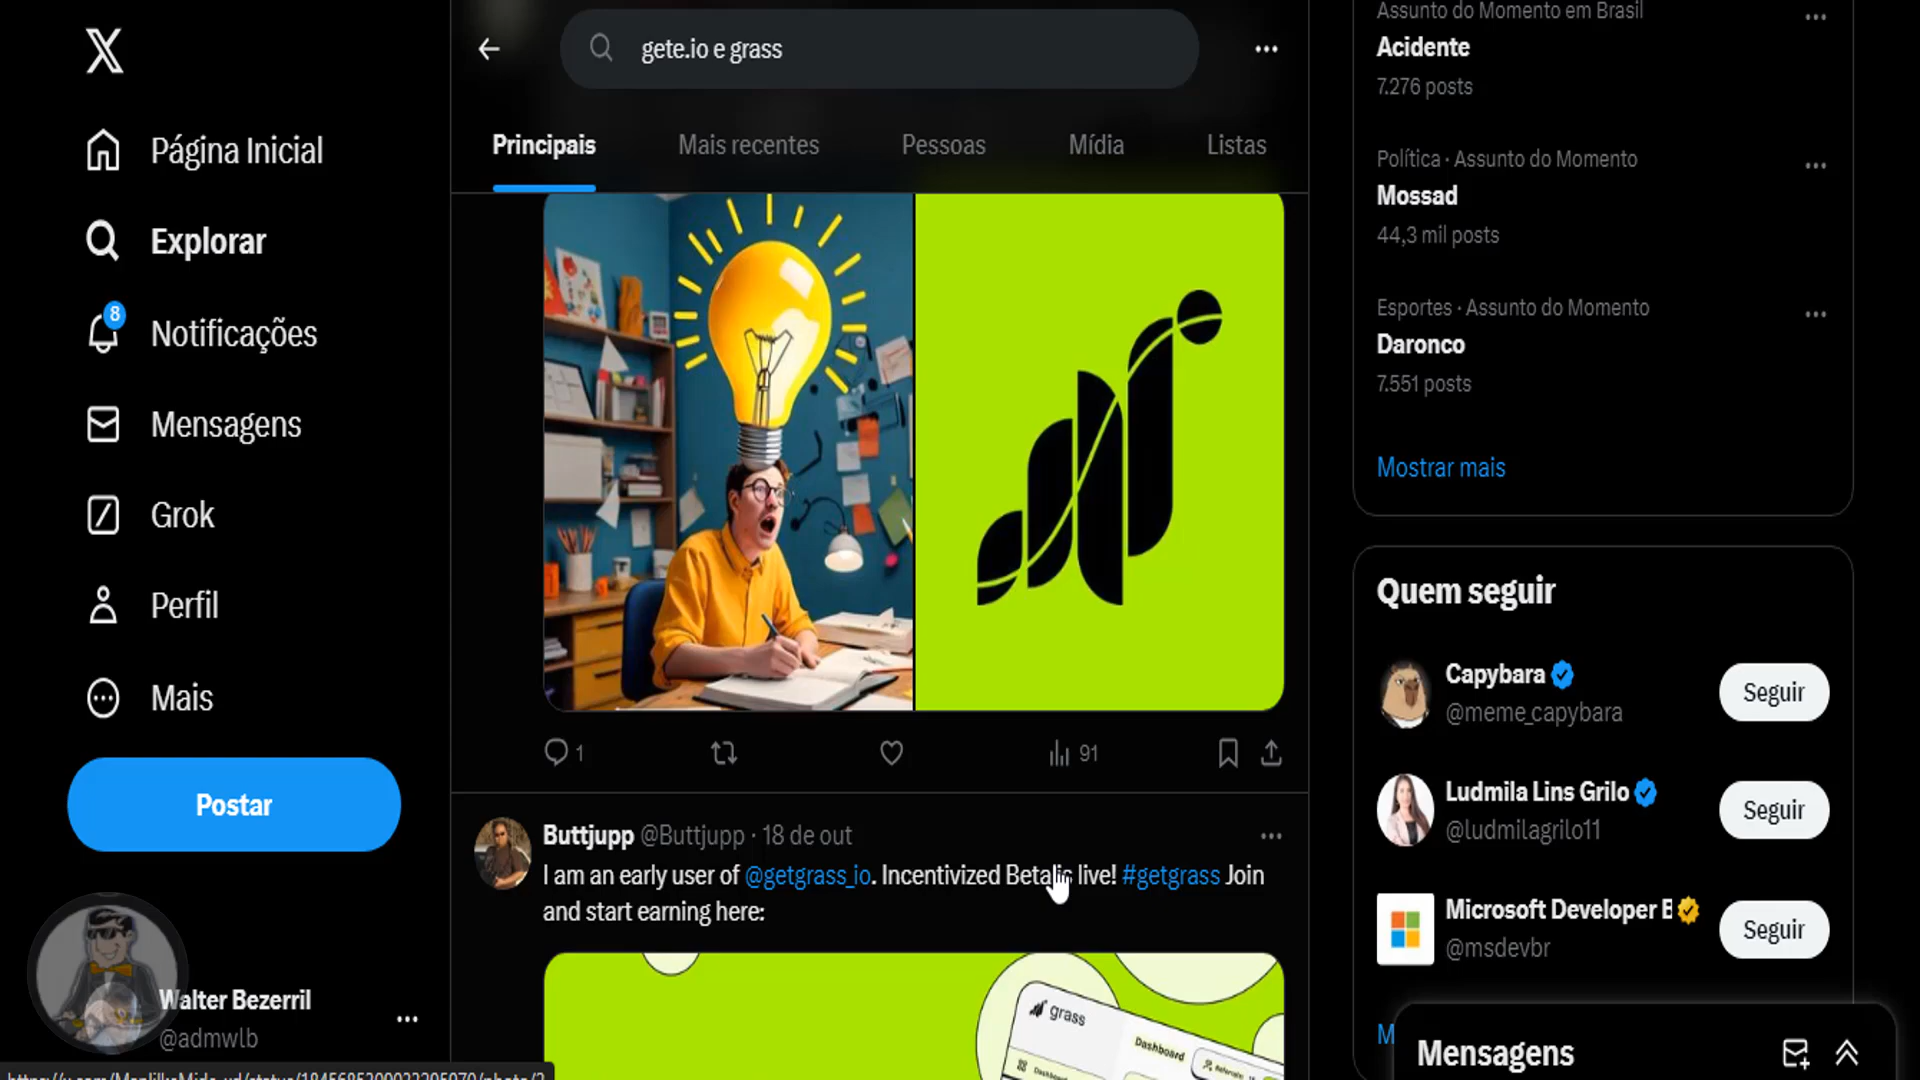 Página Inicial
Explorar
8
Notificações
Mensagens
Grok
Perfil
Mais
Postar
Walter Bezerril
@admwlb
gete.io e grass
Principais
Mais recentes
Pessoas
Mídia
Listas
1
91
Buttjupp @Buttjupp · 18 de out
I am an early user of @getgrass_io. Incentivized Beta is live! #getgrass Join
and start earning here:
grass
Dashboard
Assunto do Momento em Brasil
Acidente
7.276 posts
Política · Assunto do Momento
Mossad
44,3 mil posts
Esportes · Assunto do Momento
Daronco
7.551 posts
Mostrar mais
Quem seguir
Capybara
@meme_capybara
Seguir
Ludmila Lins Grilo
@ludmilagrilo11
Seguir
Microsoft Developer B
@msdevbr
Seguir
M
Mensagens